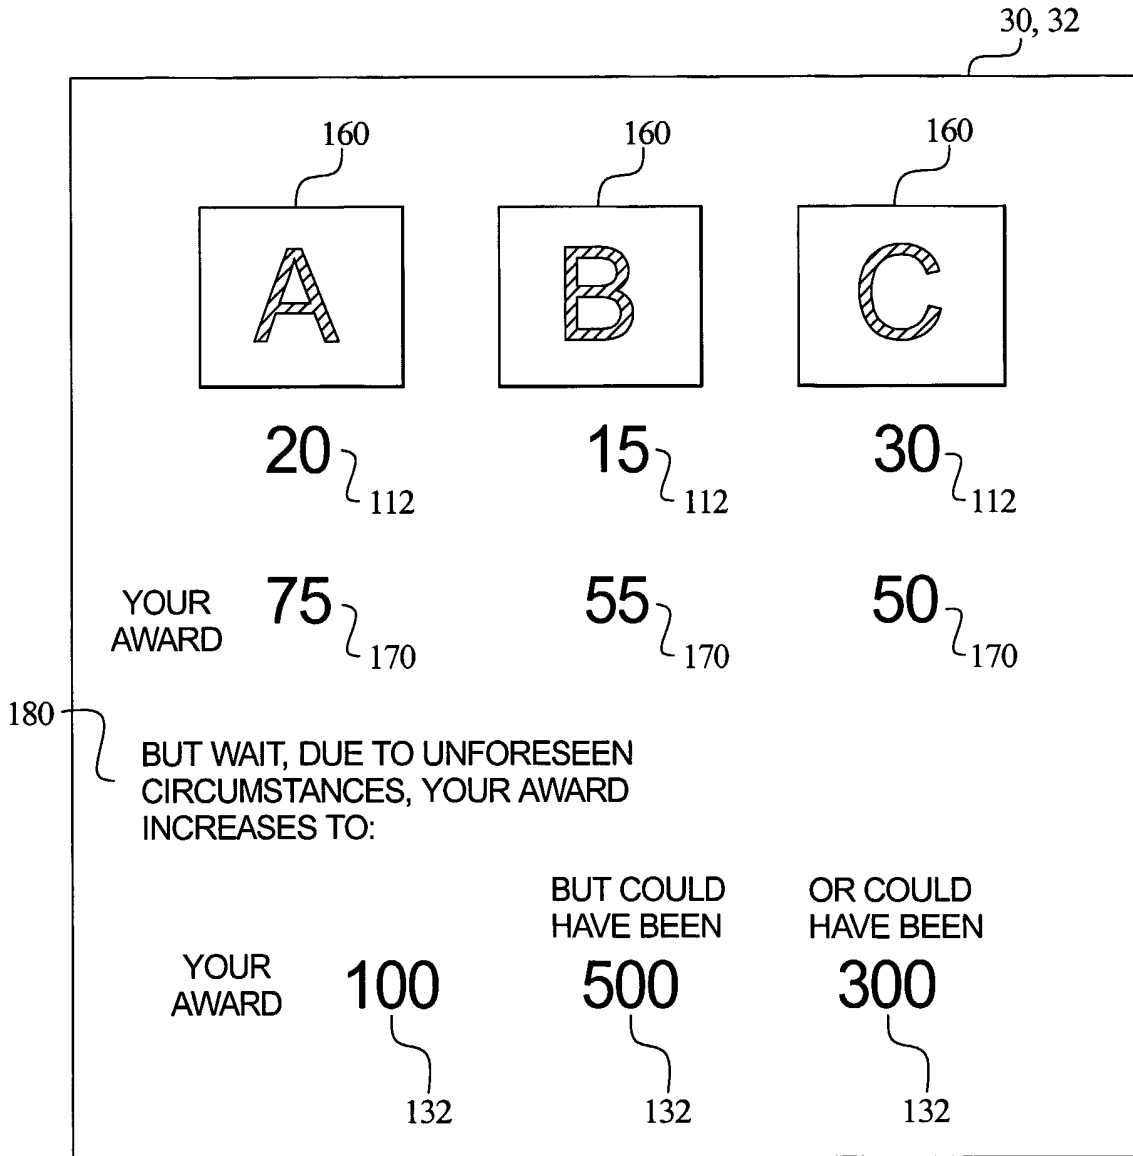 30, 32
160 160 160
A B C
20 15 30
112 112 112
YOUR AWARD 75 55 50
170 170 170
180
BUT WAIT, DUE TO UNFORESEEN
CIRCUMSTANCES, YOUR AWARD
INCREASES TO:
BUT COULD OR COULD
HAVE BEEN HAVE BEEN
YOUR AWARD 100 500 300
132 132 132